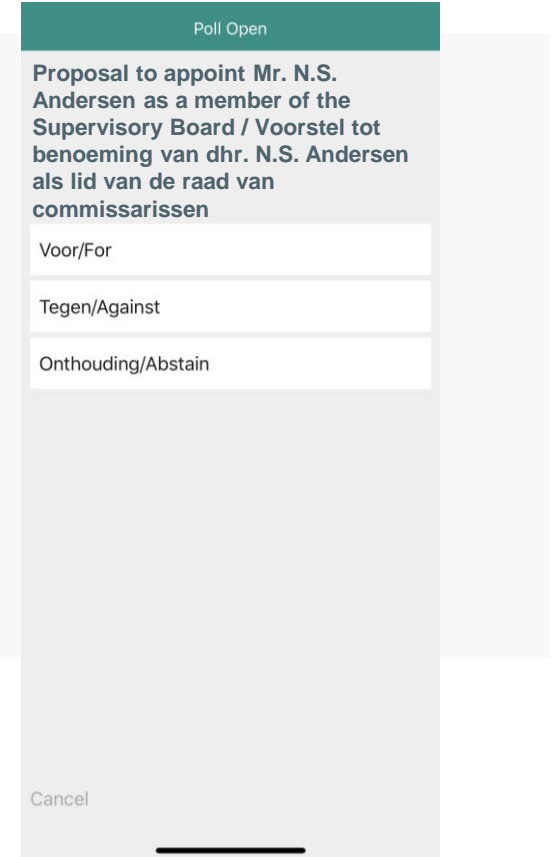 Poll Open
Proposal to appoint Mr. N.S.
Andersen as a member of the
Supervisory Board / Voorstel tot
benoeming van dhr. N.S. Andersen
als lid van de raad van
commissarissen
Voor/For
Tegen/Against
Onthouding/Abstain
Cancel